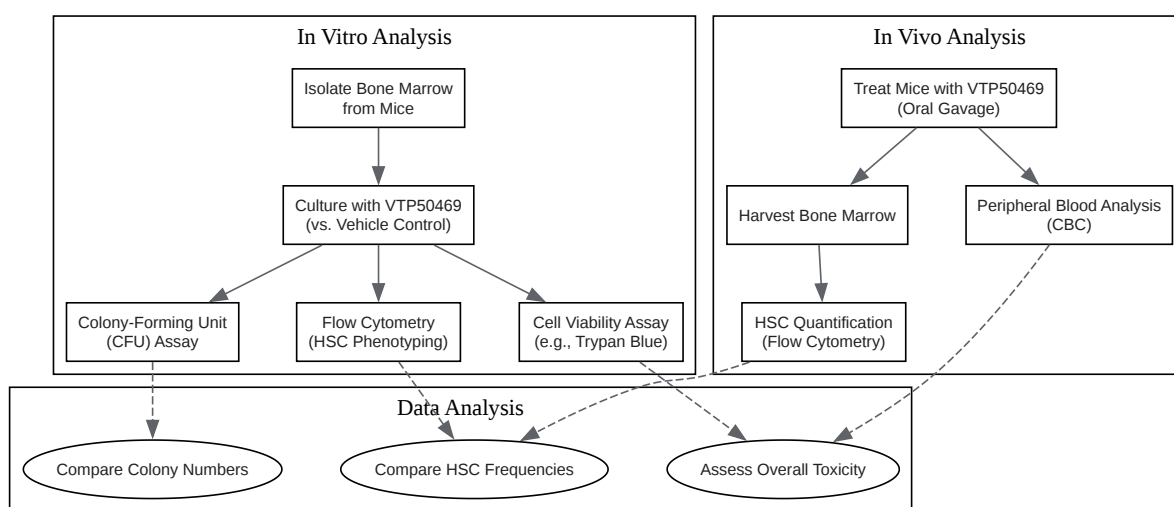 In Vitro Analysis
Isolate Bone Marrow
from Mice
Culture with VTP50469
(vs. Vehicle Control)
Colony-Forming Unit
(CFU) Assay
Flow Cytometry
(HSC Phenotyping)
Cell Viability Assay
(e.g., Trypan Blue)
In Vivo Analysis
Treat Mice with VTP50469
(Oral Gavage)
Harvest Bone Marrow
Peripheral Blood Analysis
(CBC)
HSC Quantification
(Flow Cytometry)
Data Analysis
Compare Colony Numbers
Compare HSC Frequencies
Assess Overall Toxicity